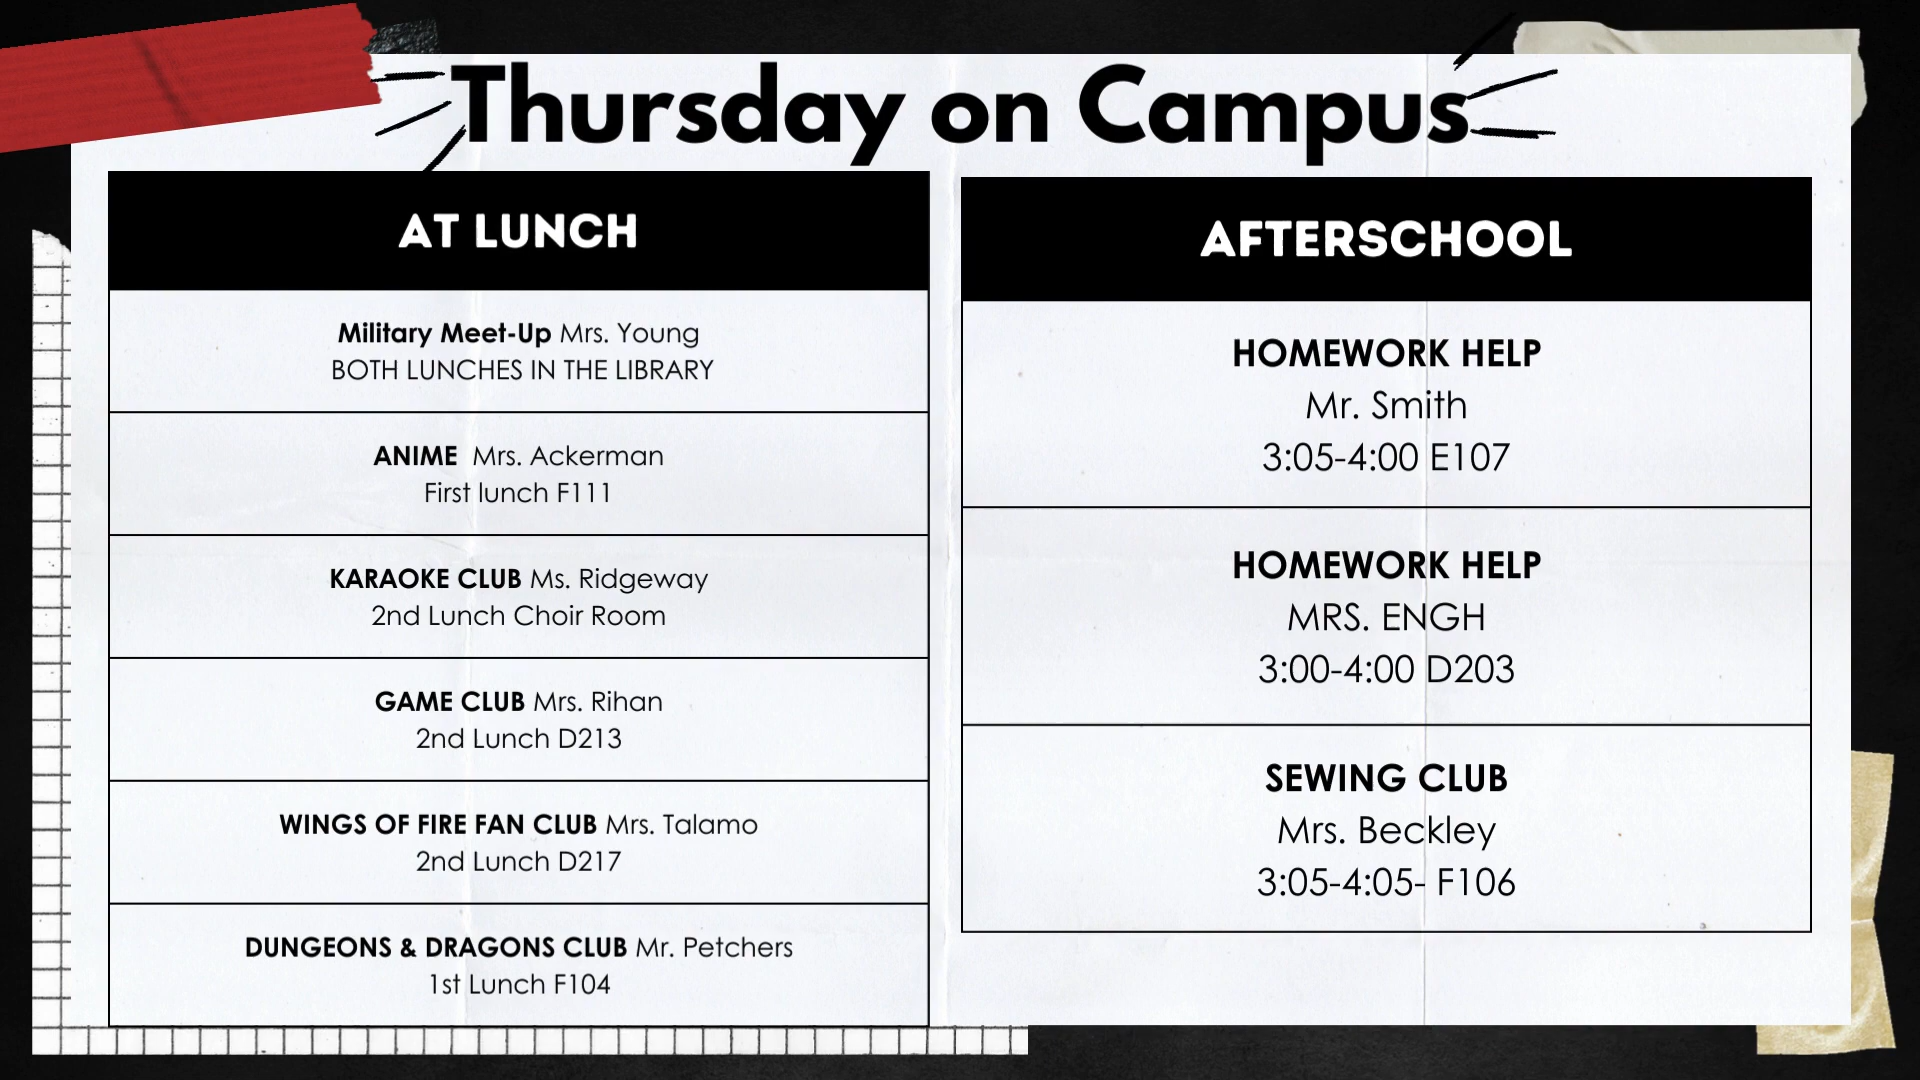 Thursday on Campus
AT LUNCH
Military Meet-Up Mrs. Young
BOTH LUNCHES IN THE LIBRARY
ANIME Mrs. Ackerman
First lunch F111
KARAOKE CLUB Ms. Ridgeway
2nd Lunch Choir Room
GAME CLUB Mrs. Rihan
2nd Lunch D213
WINGS OF FIRE FAN CLUB Mrs. Talamo
2nd Lunch D217
DUNGEONS & DRAGONS CLUB Mr. Petchers
1st Lunch F104
AFTERSCHOOL
HOMEWORK HELP
Mr. Smith
3:05-4:00 E107
HOMEWORK HELP
MRS. ENGH
3:00-4:00 D203
SEWING CLUB
Mrs. Beckley
3:05-4:05- F106